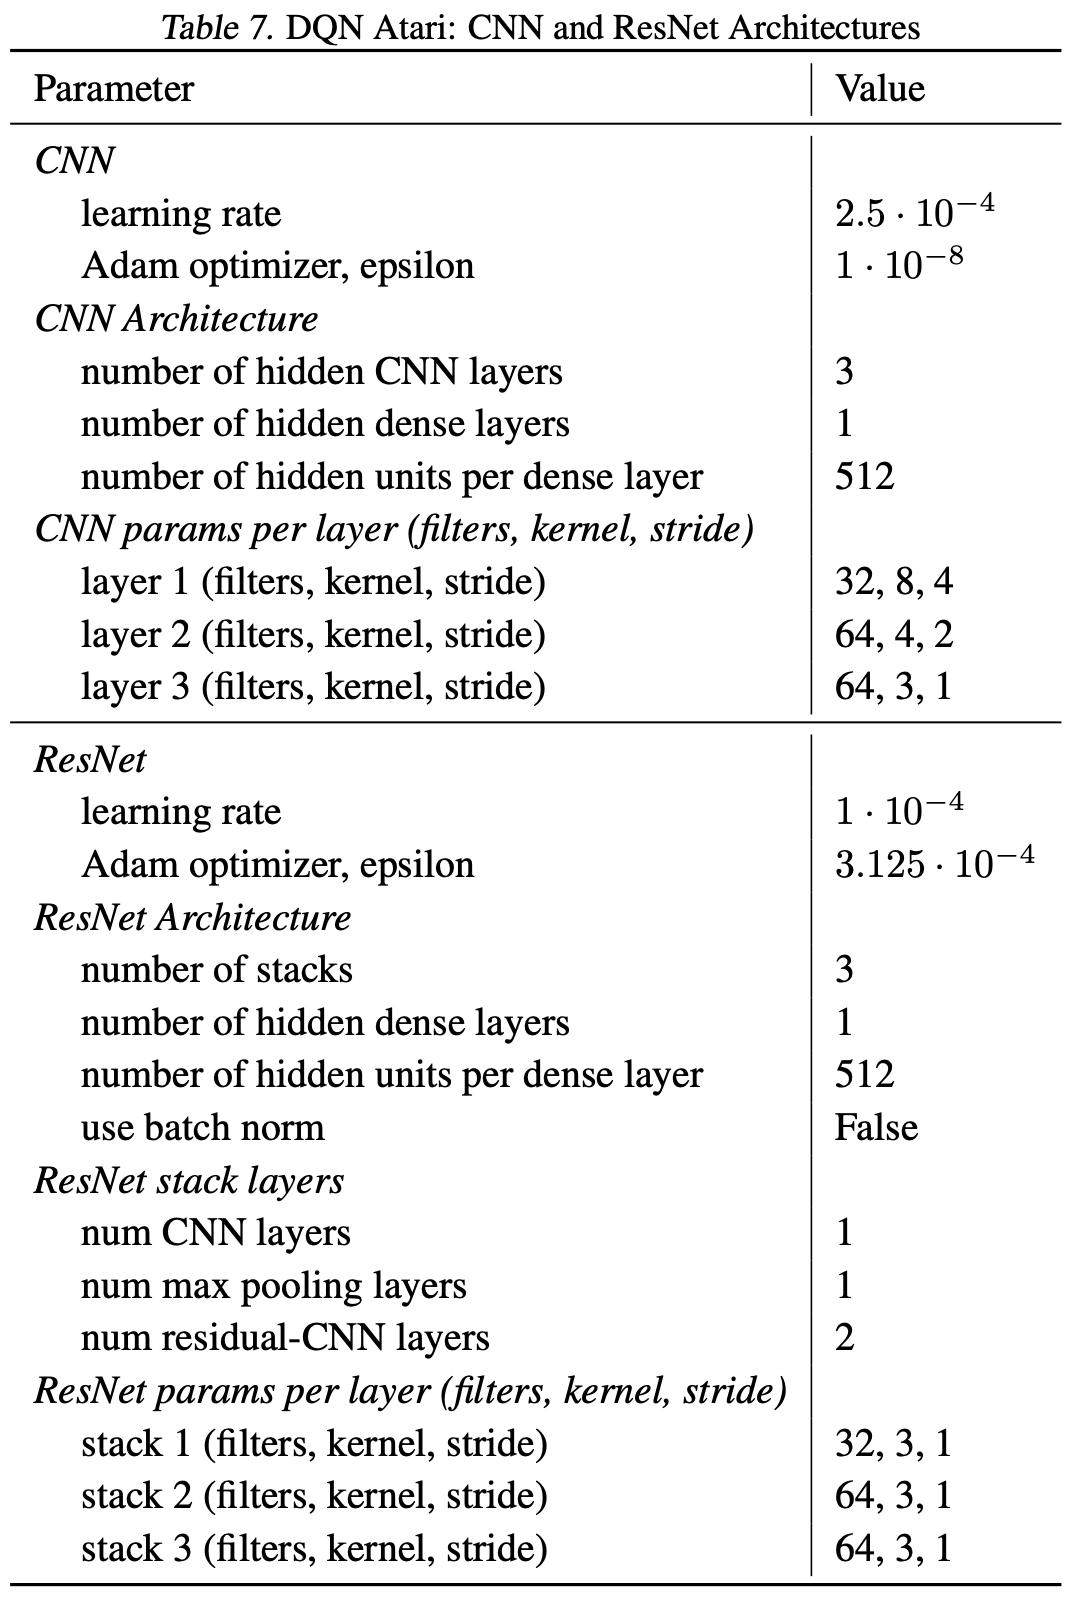 Table 7. DQN Atari: CNN and ResNet Architectures
Parameter Value
CNN
learning rate 2.5 · 10⁻⁴
Adam optimizer, epsilon 1 · 10⁻⁸
CNN Architecture
number of hidden CNN layers 3
number of hidden dense layers 1
number of hidden units per dense layer 512
CNN params per layer (filters, kernel, stride)
layer 1 (filters, kernel, stride) 32, 8, 4
layer 2 (filters, kernel, stride) 64, 4, 2
layer 3 (filters, kernel, stride) 64, 3, 1
ResNet
learning rate 1 · 10⁻⁴
Adam optimizer, epsilon 3.125 · 10⁻⁴
ResNet Architecture
number of stacks 3
number of hidden dense layers 1
number of hidden units per dense layer 512
use batch norm False
ResNet stack layers
num CNN layers 1
num max pooling layers 1
num residual-CNN layers 2
ResNet params per layer (filters, kernel, stride)
stack 1 (filters, kernel, stride) 32, 3, 1
stack 2 (filters, kernel, stride) 64, 3, 1
stack 3 (filters, kernel, stride) 64, 3, 1